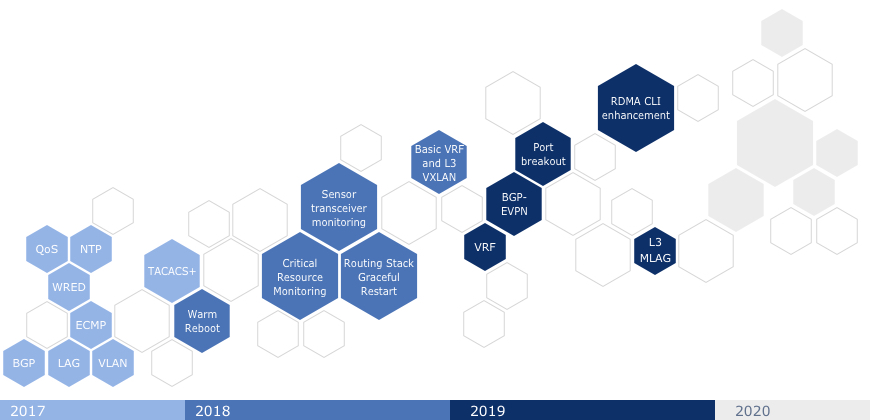 RDMA CLI
enhancement
Basic VRF
and L3
VXLAN
Port
breakout
Sensor
transceiver
monitoring
BGP-
EVPN
QoS
NTP
VRF
L3
MLAG
TACACS+
Critical
Resource
Monitoring
Routing Stack
Graceful
Restart
WRED
Warm
Reboot
ECMP
BGP
LAG
VLAN
2017
2018
2019
2020